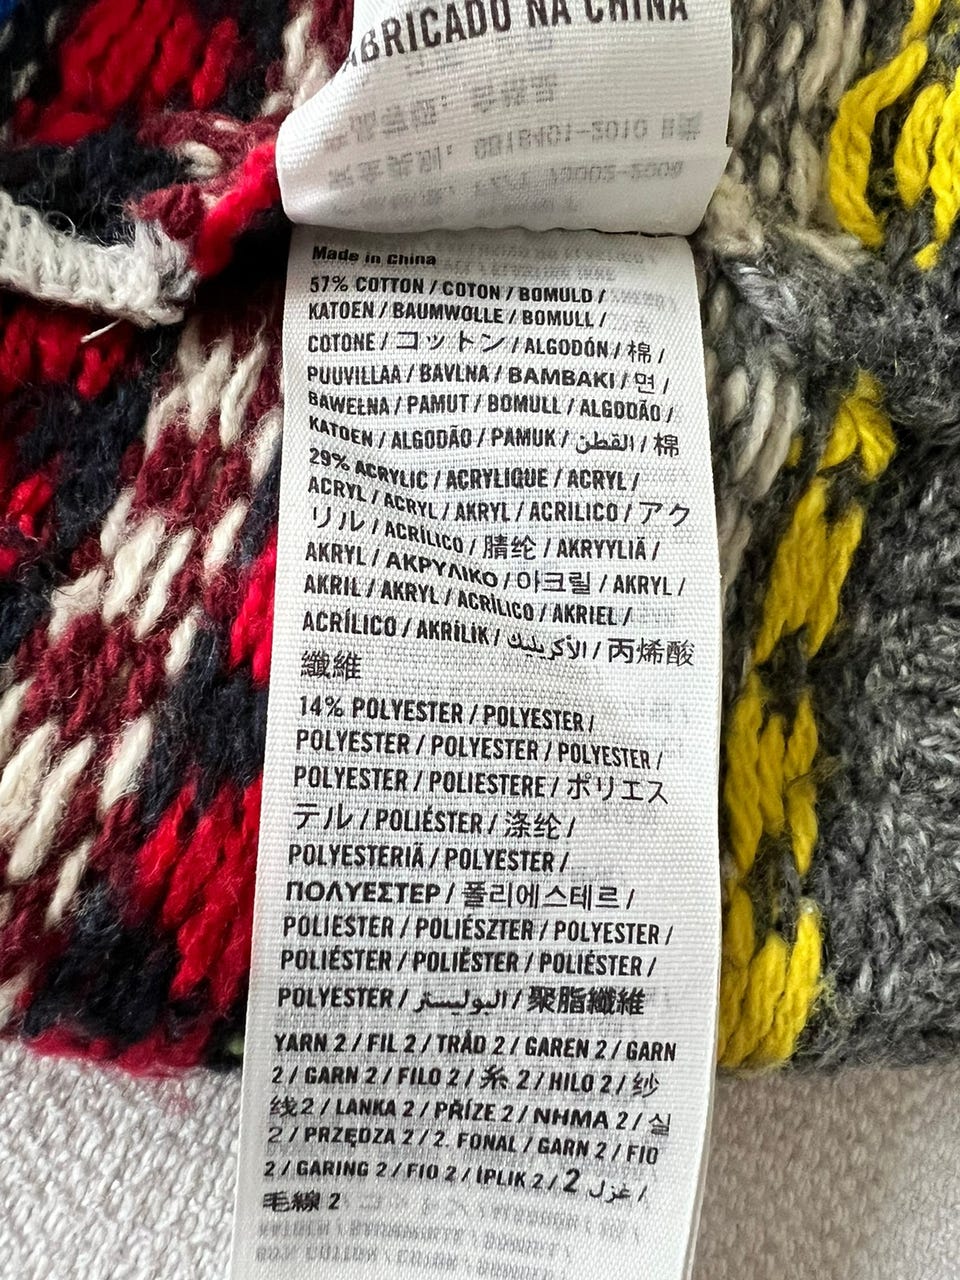 FABRICADO NA CHINA
Made in China
57% COTTON / COTON / BOMULD /
KATOEN / BAUMWOLLE / BOMULL /
COTONE / コットン / ALGODÓN / 棉 /
PUUVILLAA / BAVLNA / BAMBAKI / 면 /
BAWEŁNA / PAMUT / BOMULL / ALGODÃO /
KATOEN / ALGODÃO / PAMUK / القطن / 棉
29% ACRYLIC / ACRYLIQUE / ACRYL /
ACRYL / ACRYL / AKRYL / ACRILICO / アク
リル / ACRÍLICO / 腈纶 / AKRYYLIÄ /
AKRYL / ΑΚΡΥΛΙΚΟ / 아크릴 / AKRYL /
AKRIL / AKRYL / ACRÍLICO / AKRIEL /
ACRÍLICO / AKRİLİK / الأكريليك / 丙烯酸
纖維
14% POLYESTER / POLYESTER /
POLYESTER / POLYESTER / POLYESTER /
POLYESTER / POLIESTERE / ポリエス
テル / POLIÉSTER / 涤纶 /
POLYESTERIÄ / POLYESTER /
ΠΟΛΥΕΣΤΕΡ / 폴리에스테르 /
POLIESTER / POLIÉSZTER / POLYESTER /
POLIÉSTER / POLIËSTER / POLIÉSTER /
POLYESTER / البوليستر / 聚脂纖維
YARN 2 / FIL 2 / TRÅD 2 / GAREN 2 / GARN
2 / GARN 2 / FILO 2 / 糸 2 / HILO 2 / 纱
线2 / LANKA 2 / PŘÍZE 2 / NHMA 2 / 실
2 / PRZĘDZA 2 / 2. FONAL / GARN 2 / FIO
2 / GARING 2 / FIO 2 / İPLİK 2 / غزل 2 /
毛線 2